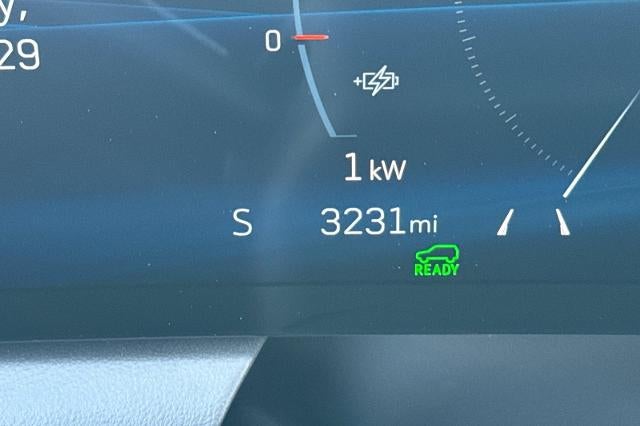 y,
29
0
1 kW
S 3231 mi
READY